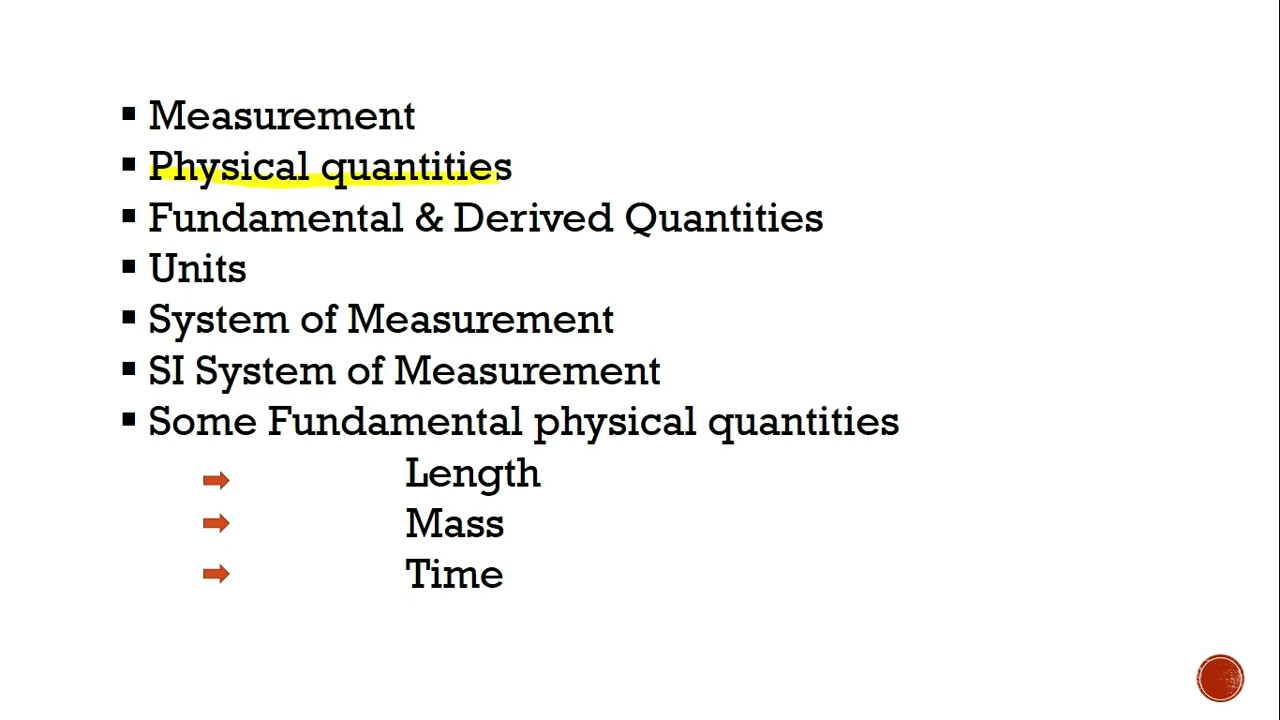 ▪ Measurement
▪ Physical quantities
▪ Fundamental & Derived Quantities
▪ Units
▪ System of Measurement
▪ SI System of Measurement
▪ Some Fundamental physical quantities
Length
Mass
Time